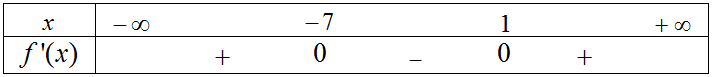 x −∞ −7 1 +∞
f'(x) + 0 − 0 +